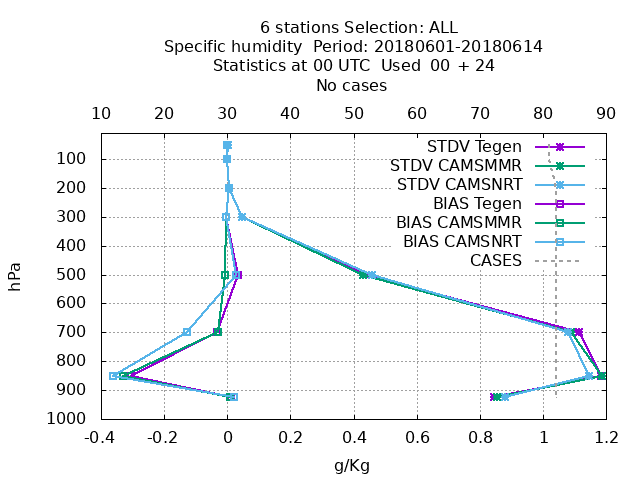 6 stations Selection: ALL
Specific humidity  Period: 20180601-20180614
Statistics at 00 UTC  Used  00 + 24
No cases
10 20 30 40 50 60 70 80 90
STDV Tegen
STDV CAMSMMR
STDV CAMSNRT
BIAS Tegen
BIAS CAMSMMR
BIAS CAMSNRT
CASES
hPa
100
200
300
400
500
600
700
800
900
1000
-0.4 -0.2 0 0.2 0.4 0.6 0.8 1 1.2
g/Kg